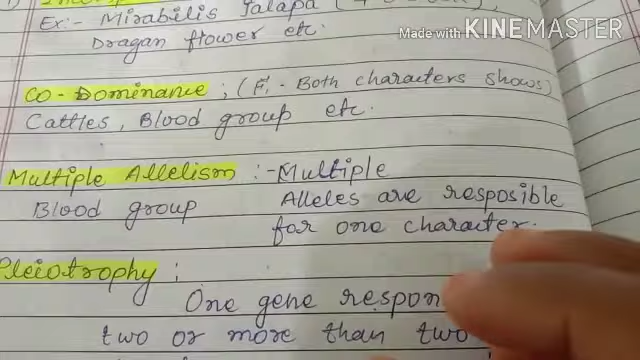 Ex:- Mirabilis Jalapa (
Dragan flower etc.
Made with KINEMASTER
Co-Dominance ; (F₁ - Both characters shows)
Cattles, Blood group etc.
Multiple Allelism :- Multiple
Blood group Alleles are resposible
for one character.
Pleiotrophy ;
One gene respon
two or more than two